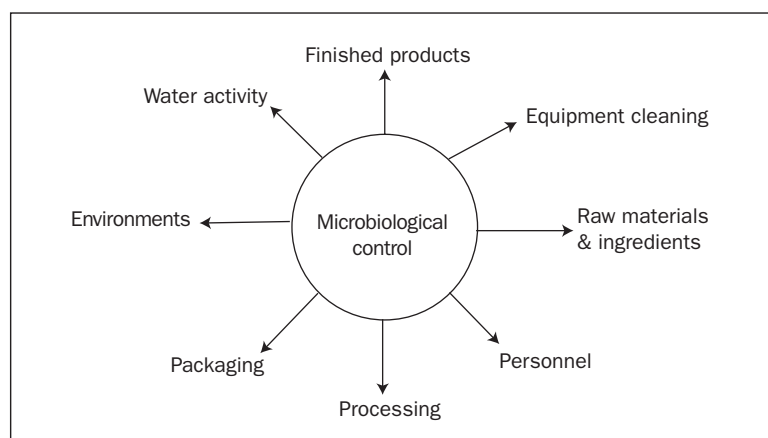 Finished products
Water activity
Equipment cleaning
Environments
Microbiological
control
Raw materials
& ingredients
Packaging
Personnel
Processing